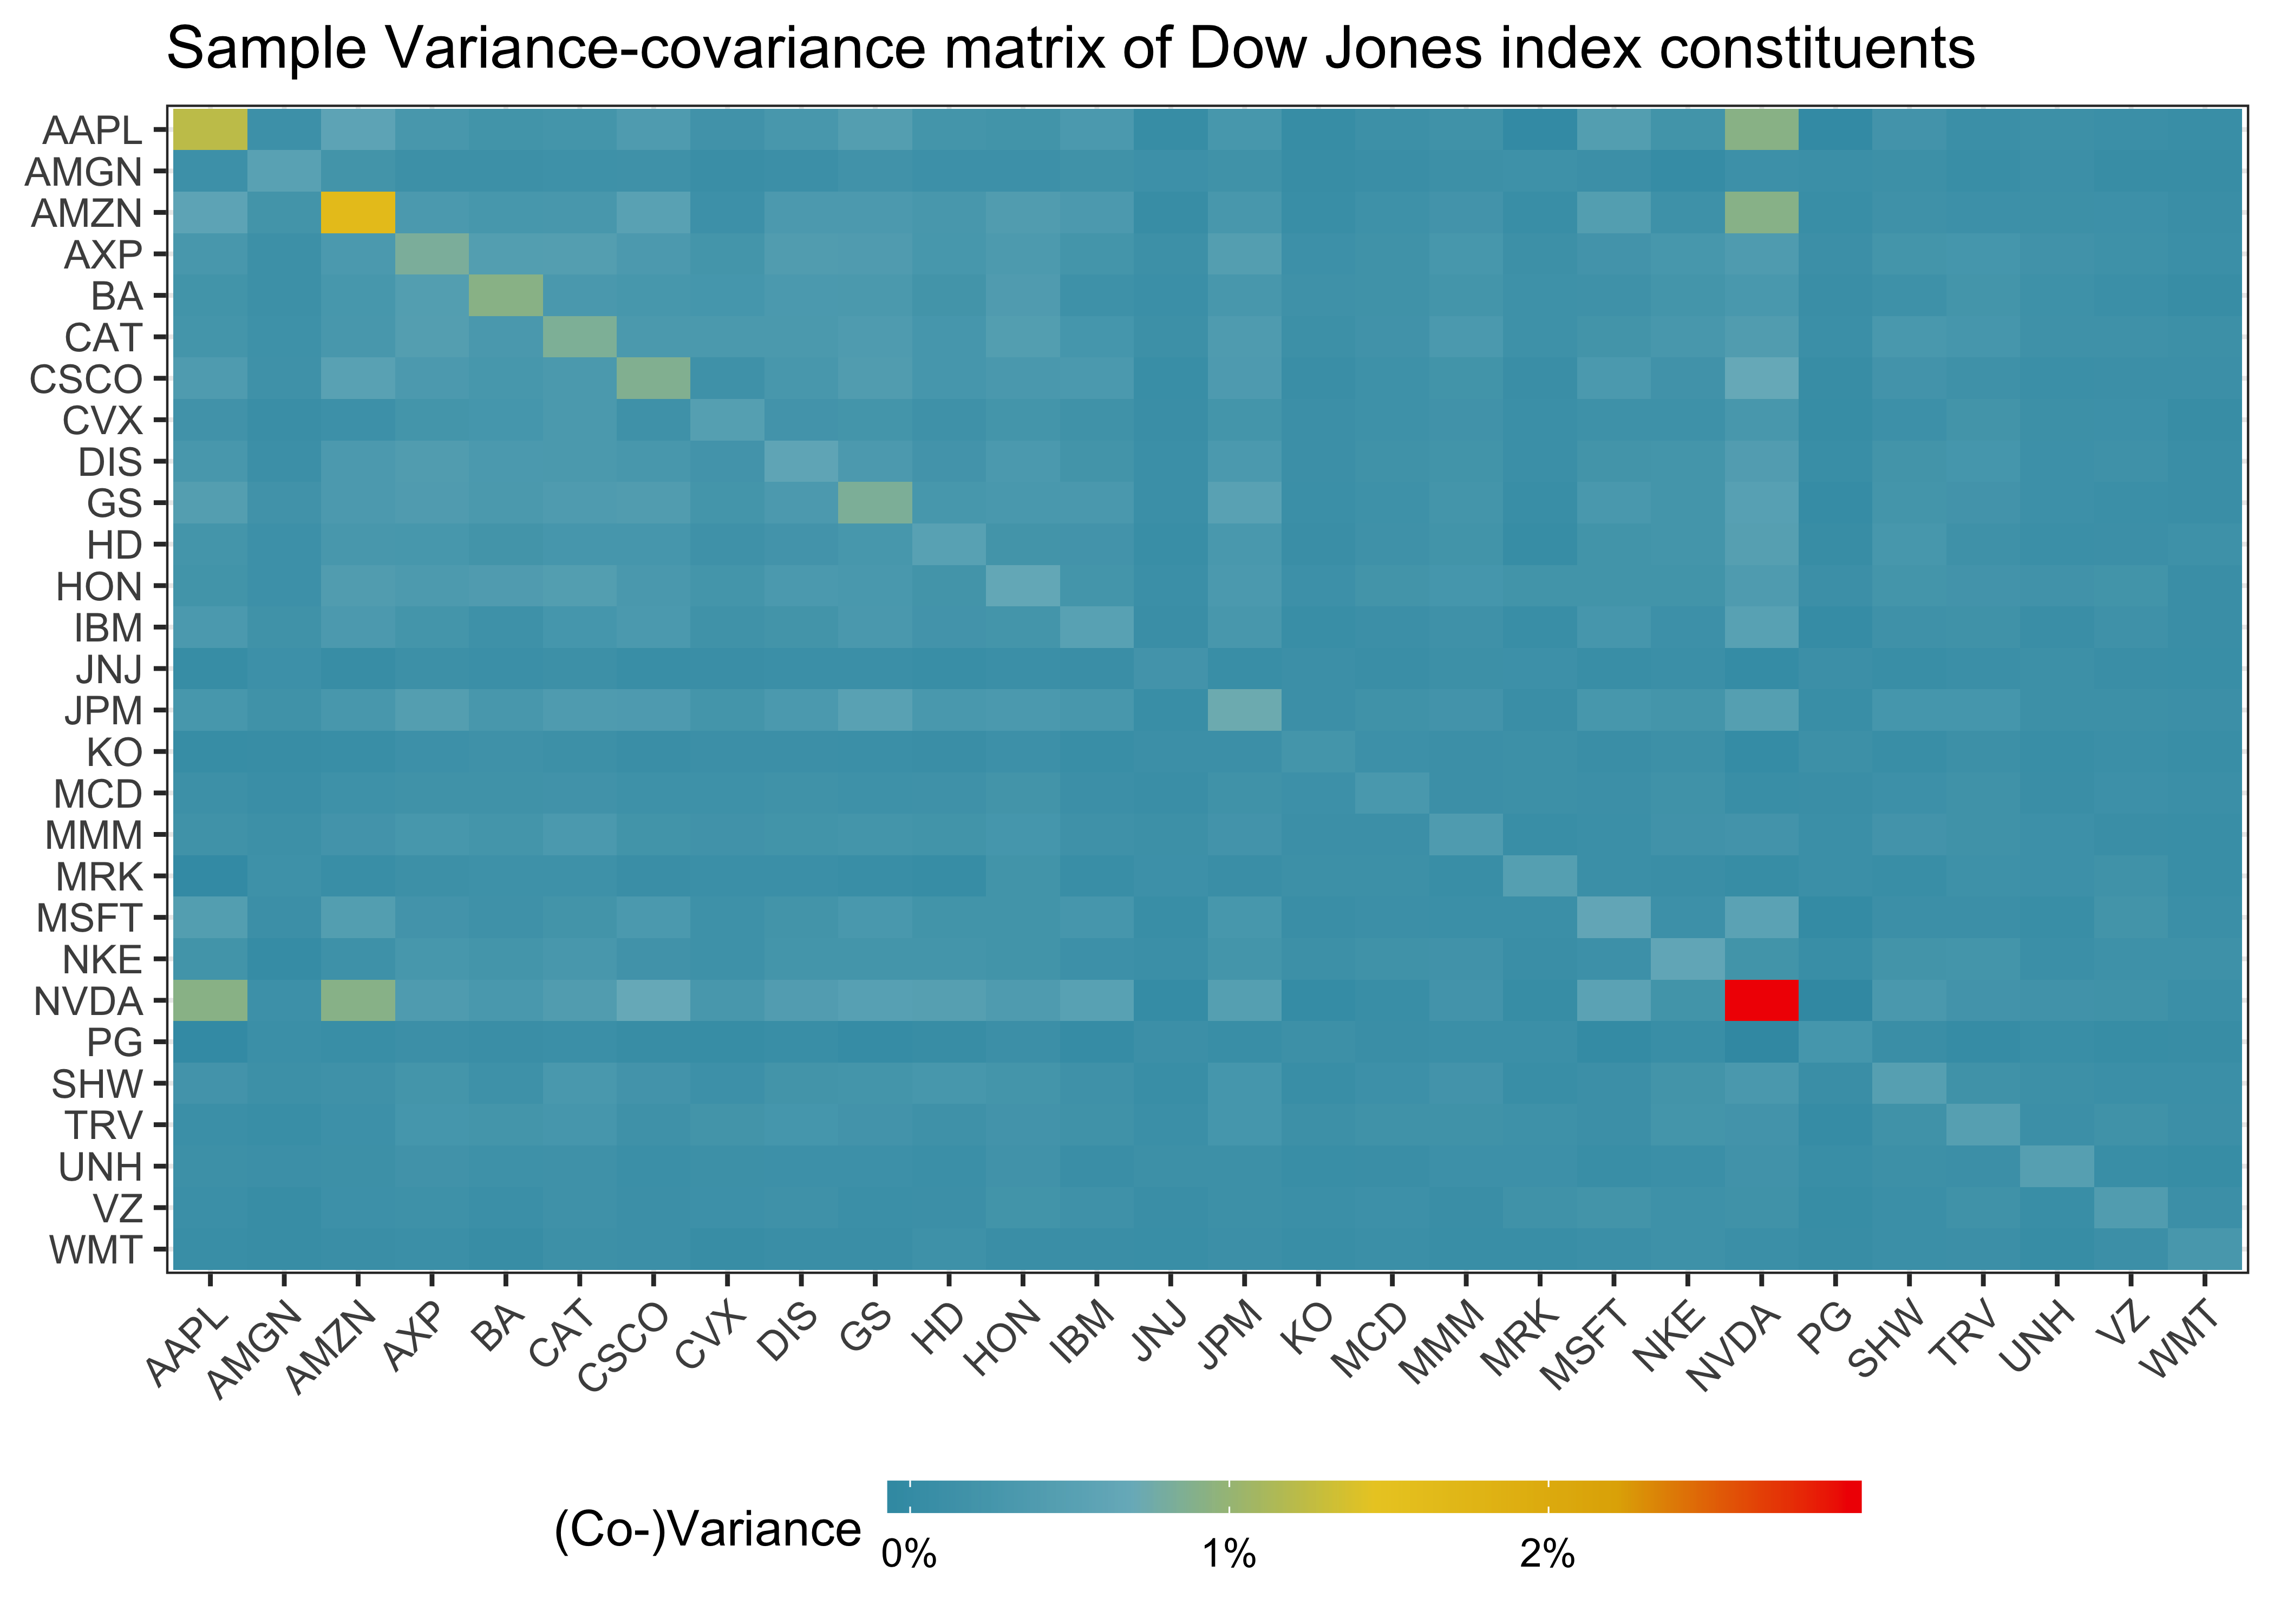 Sample Variance-covariance matrix of Dow Jones index constituents
AAPL
AMGN
AMZN
AXP
BA
CAT
CSCO
CVX
DIS
GS
HD
HON
IBM
JNJ
JPM
KO
MCD
MMM
MRK
MSFT
NKE
NVDA
PG
SHW
TRV
UNH
VZ
WMT
AAPL AMGN AMZN AXP BA CAT CSCO CVX DIS GS HD HON IBM JNJ JPM KO MCD MMM MRK MSFT NKE NVDA PG SHW TRV UNH VZ WMT
(Co-)Variance
0% 1% 2%